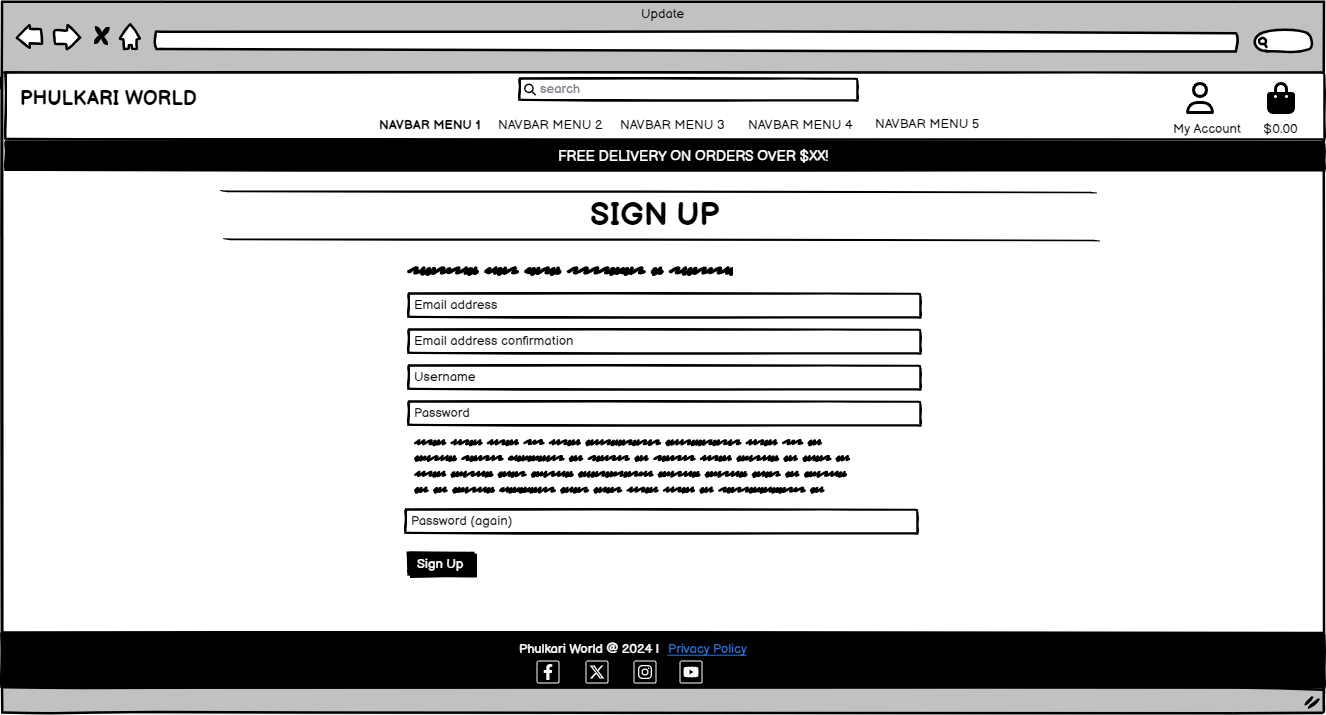 Update
PHULKARI WORLD
search
NAVBAR MENU 1 NAVBAR MENU 2 NAVBAR MENU 3 NAVBAR MENU 4 NAVBAR MENU 5
My Account
$0.00
FREE DELIVERY ON ORDERS OVER $XX!
SIGN UP
Email address
Email address confirmation
Username
Password
Password (again)
Sign Up
Phulkari World @ 2024 | Privacy Policy